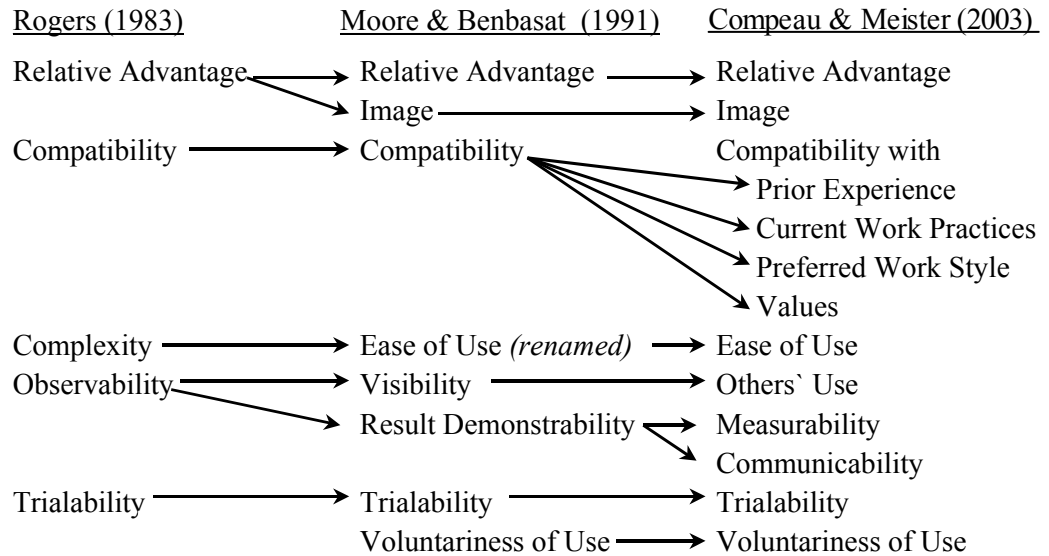 Rogers (1983) Moore & Benbasat (1991) Compeau & Meister (2003)
Relative Advantage Relative Advantage Relative Advantage
Image Image
Compatibility Compatibility Compatibility with
Prior Experience
Current Work Practices
Preferred Work Style
Values
Complexity Ease of Use (renamed) Ease of Use
Observability Visibility Others` Use
Result Demonstrability Measurability
Communicability
Trialability Trialability Trialability
Voluntariness of Use Voluntariness of Use